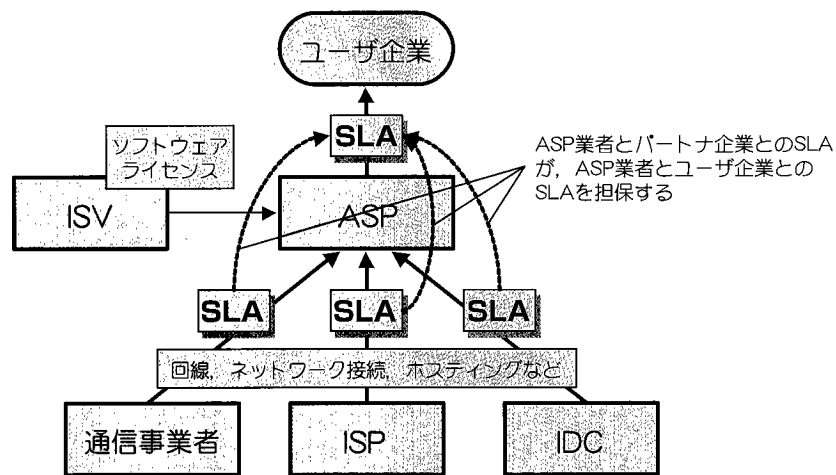 ユーザ企業
SLA
ASP業者とパートナ企業とのSLA
が，ASP業者とユーザ企業との
SLAを担保する
ソフトウェア
ライセンス
ISV
ASP
SLA
SLA
SLA
回線，ネットワーク接続，ホスティングなど
通信事業者
ISP
IDC